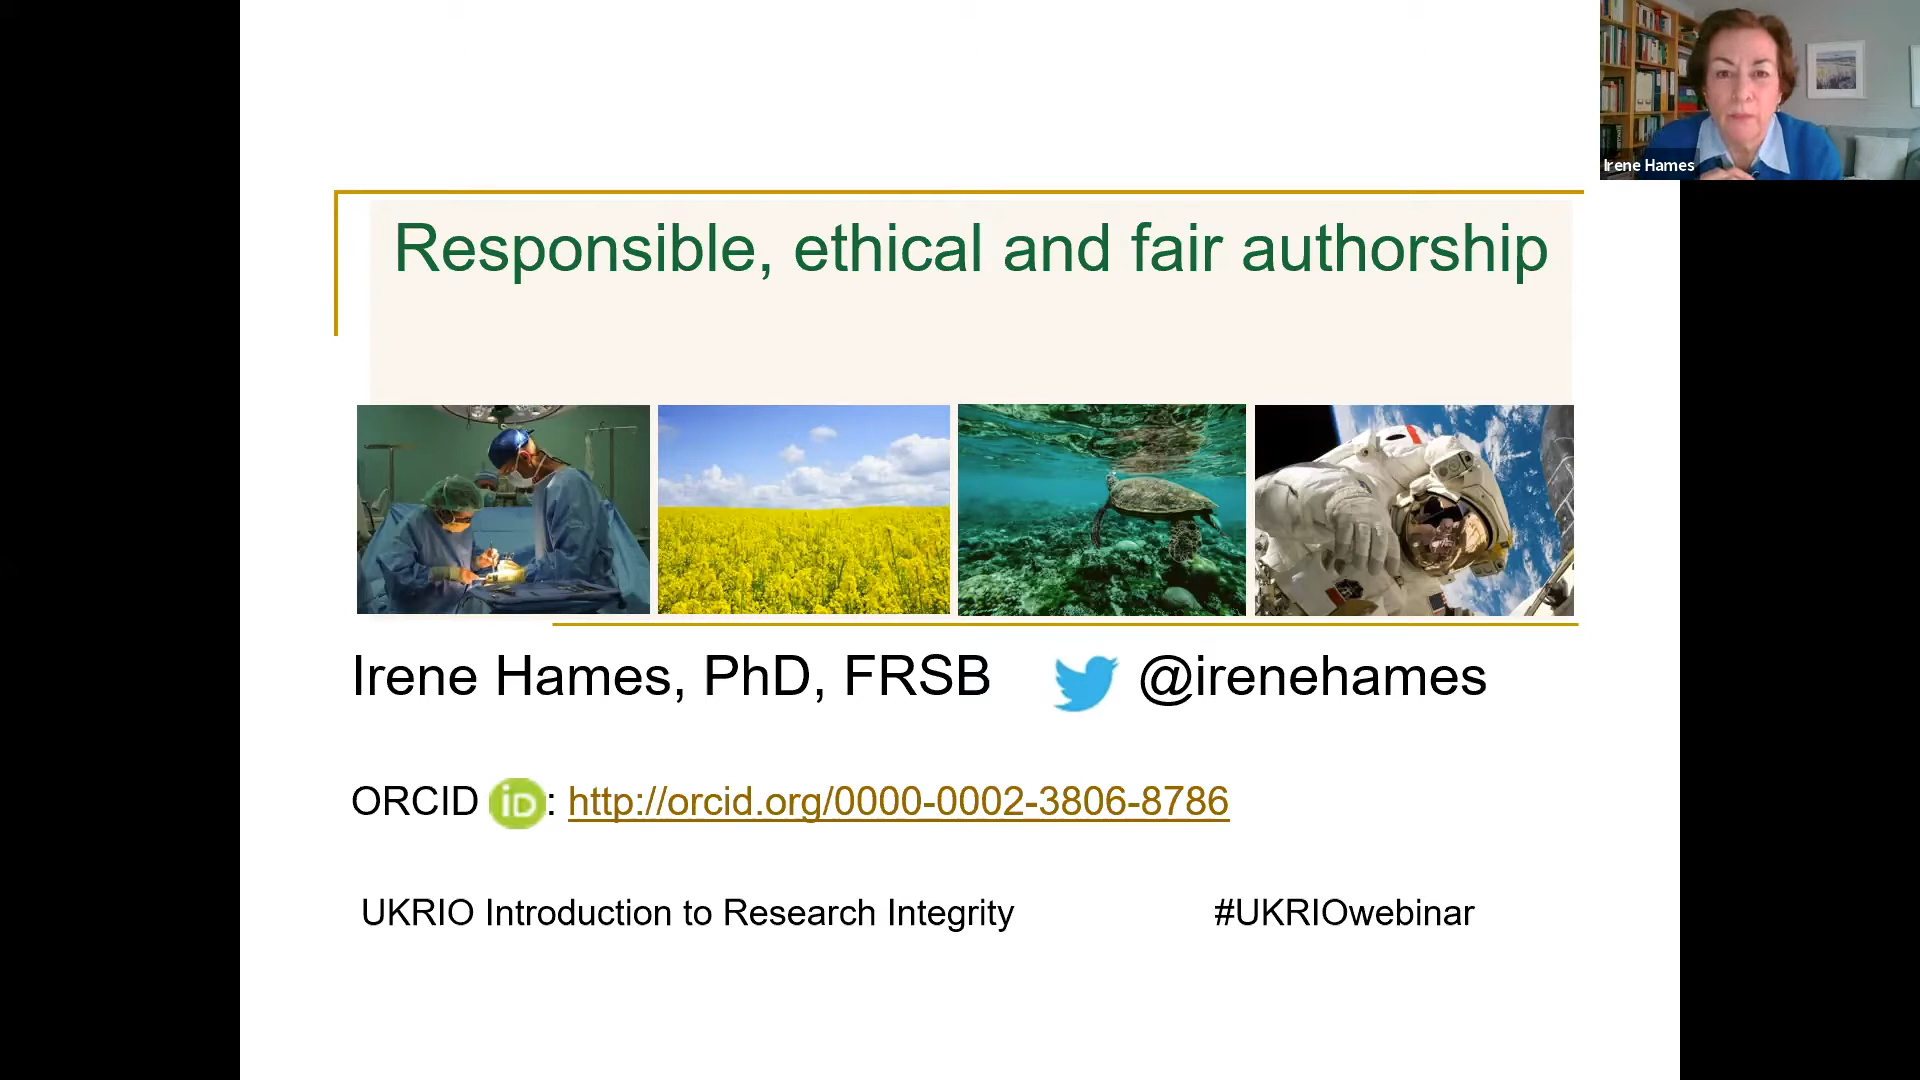 Irene Hames
Responsible, ethical and fair authorship
Irene Hames, PhD, FRSB @irenehames
ORCID iD : http://orcid.org/0000-0002-3806-8786
UKRIO Introduction to Research Integrity #UKRIOwebinar